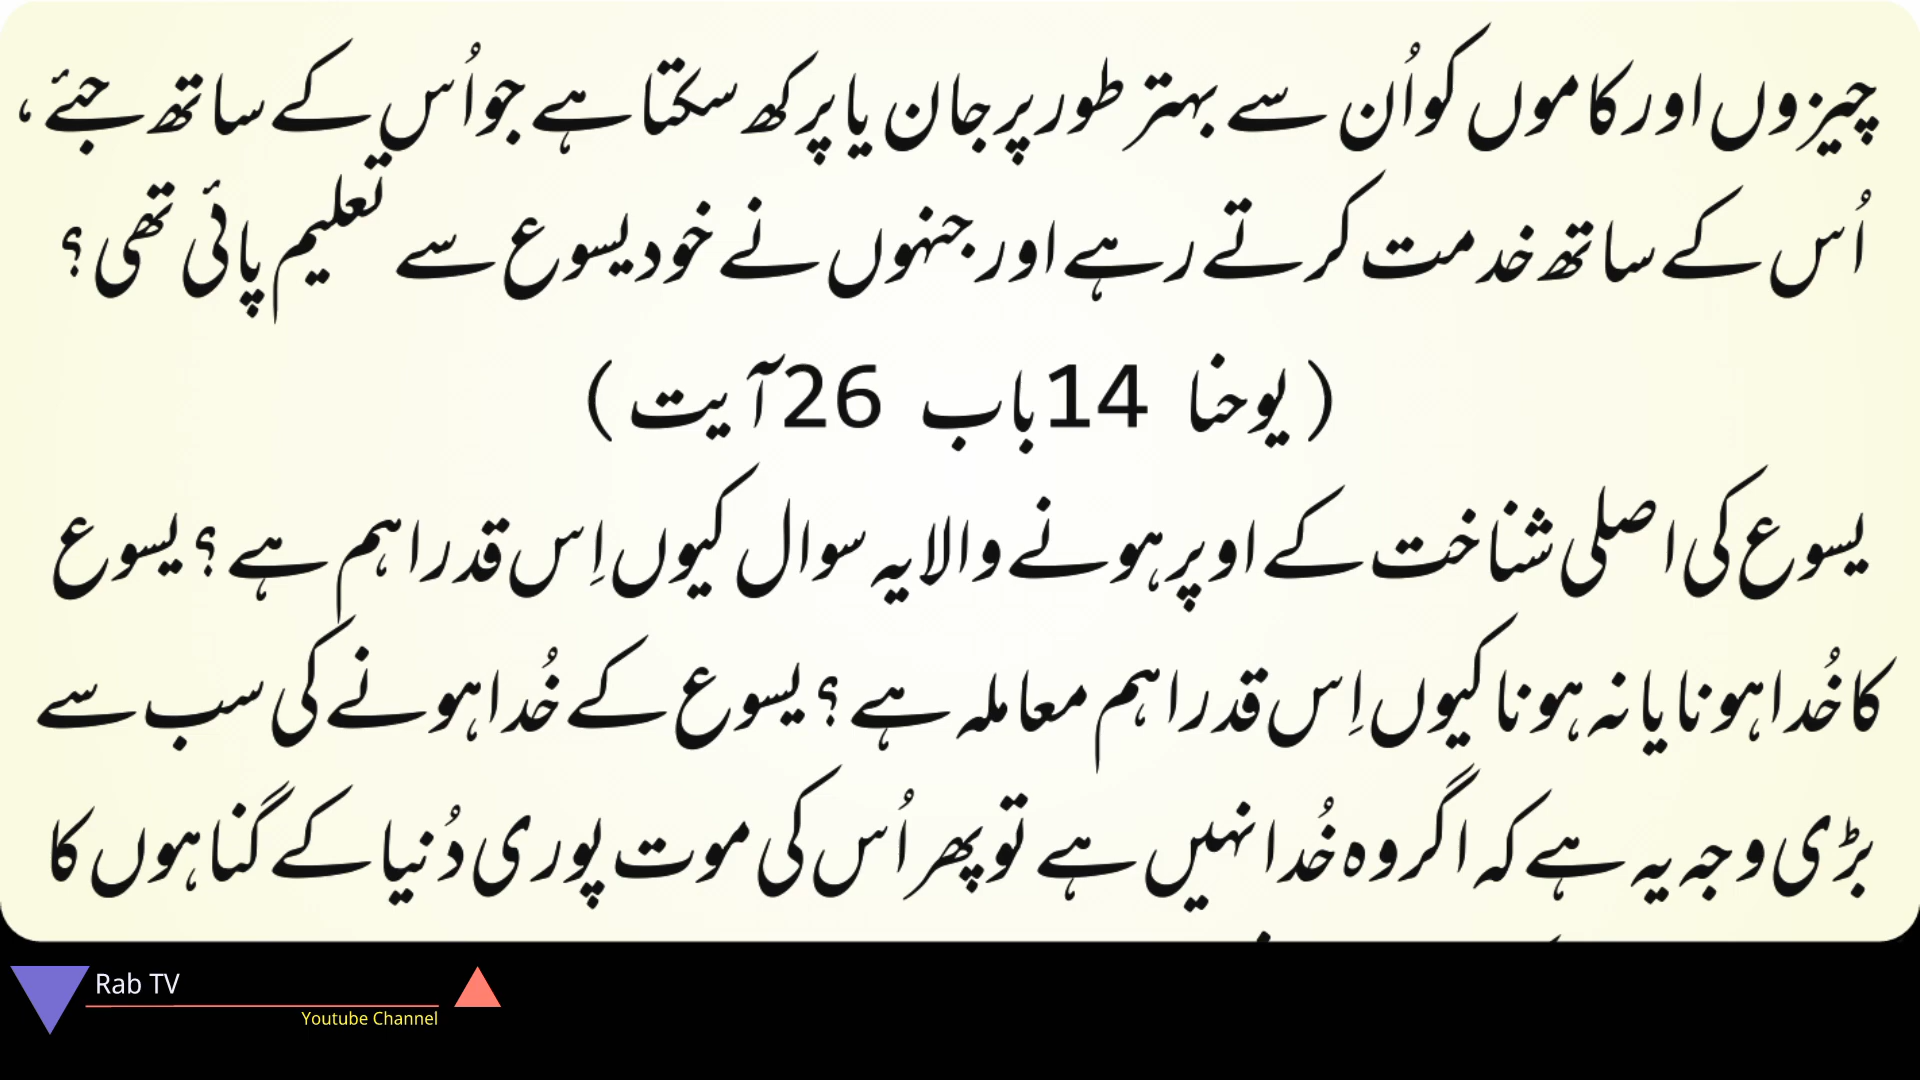 چیزوں اور کاموں کو اُن سے بہتر طور پر جان یا پرکھ سکتا ہے جو اُس کے ساتھ جئے،
اُس کے ساتھ خدمت کرتے رہے اور جنہوں نے خود یسوع سے تعلیم پائی تھی؟
(یوحنا 14 باب 26 آیت)
یسوع کی اصلی شناخت کے اوپر ہونے والا یہ سوال کیوں اِس قدر اہم ہے؟ یسوع
کا خُدا ہونا یا نہ ہونا کیوں اِس قدر اہم معاملہ ہے؟ یسوع کے خُدا ہونے کی سب سے
بڑی وجہ یہ ہے کہ اگر وہ خُدا نہیں ہے تو پھر اُس کی موت پوری دُنیا کے گناہوں کا
Rab TV
Youtube Channel